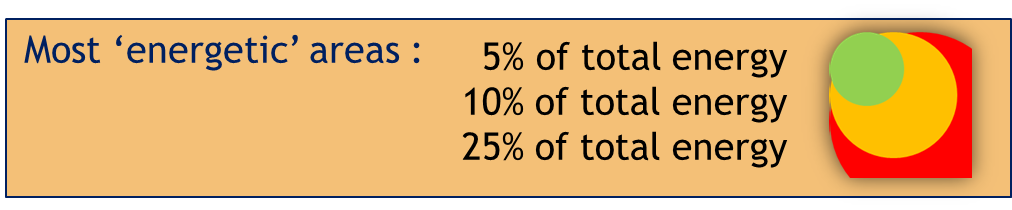 Most ‘energetic’ areas :
5% of total energy
10% of total energy
25% of total energy